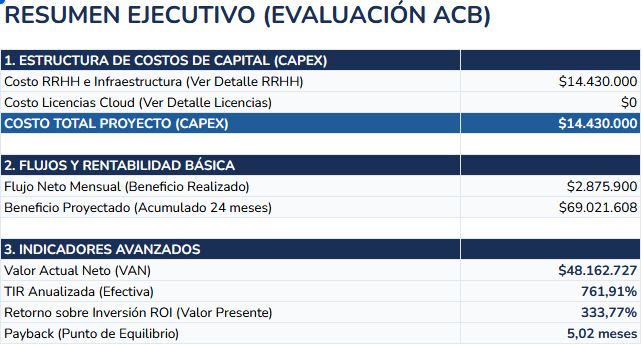 RESUMEN EJECUTIVO (EVALUACIÓN ACB)
1. ESTRUCTURA DE COSTOS DE CAPITAL (CAPEX)
Costo RRHH e Infraestructura (Ver Detalle RRHH) $14.430.000
Costo Licencias Cloud (Ver Detalle Licencias) $0
COSTO TOTAL PROYECTO (CAPEX) $14.430.000
2. FLUJOS Y RENTABILIDAD BÁSICA
Flujo Neto Mensual (Beneficio Realizado) $2.875.900
Beneficio Proyectado (Acumulado 24 meses) $69.021.608
3. INDICADORES AVANZADOS
Valor Actual Neto (VAN) $48.162.727
TIR Anualizada (Efectiva) 761,91%
Retorno sobre Inversión ROI (Valor Presente) 333,77%
Payback (Punto de Equilibrio) 5,02 meses